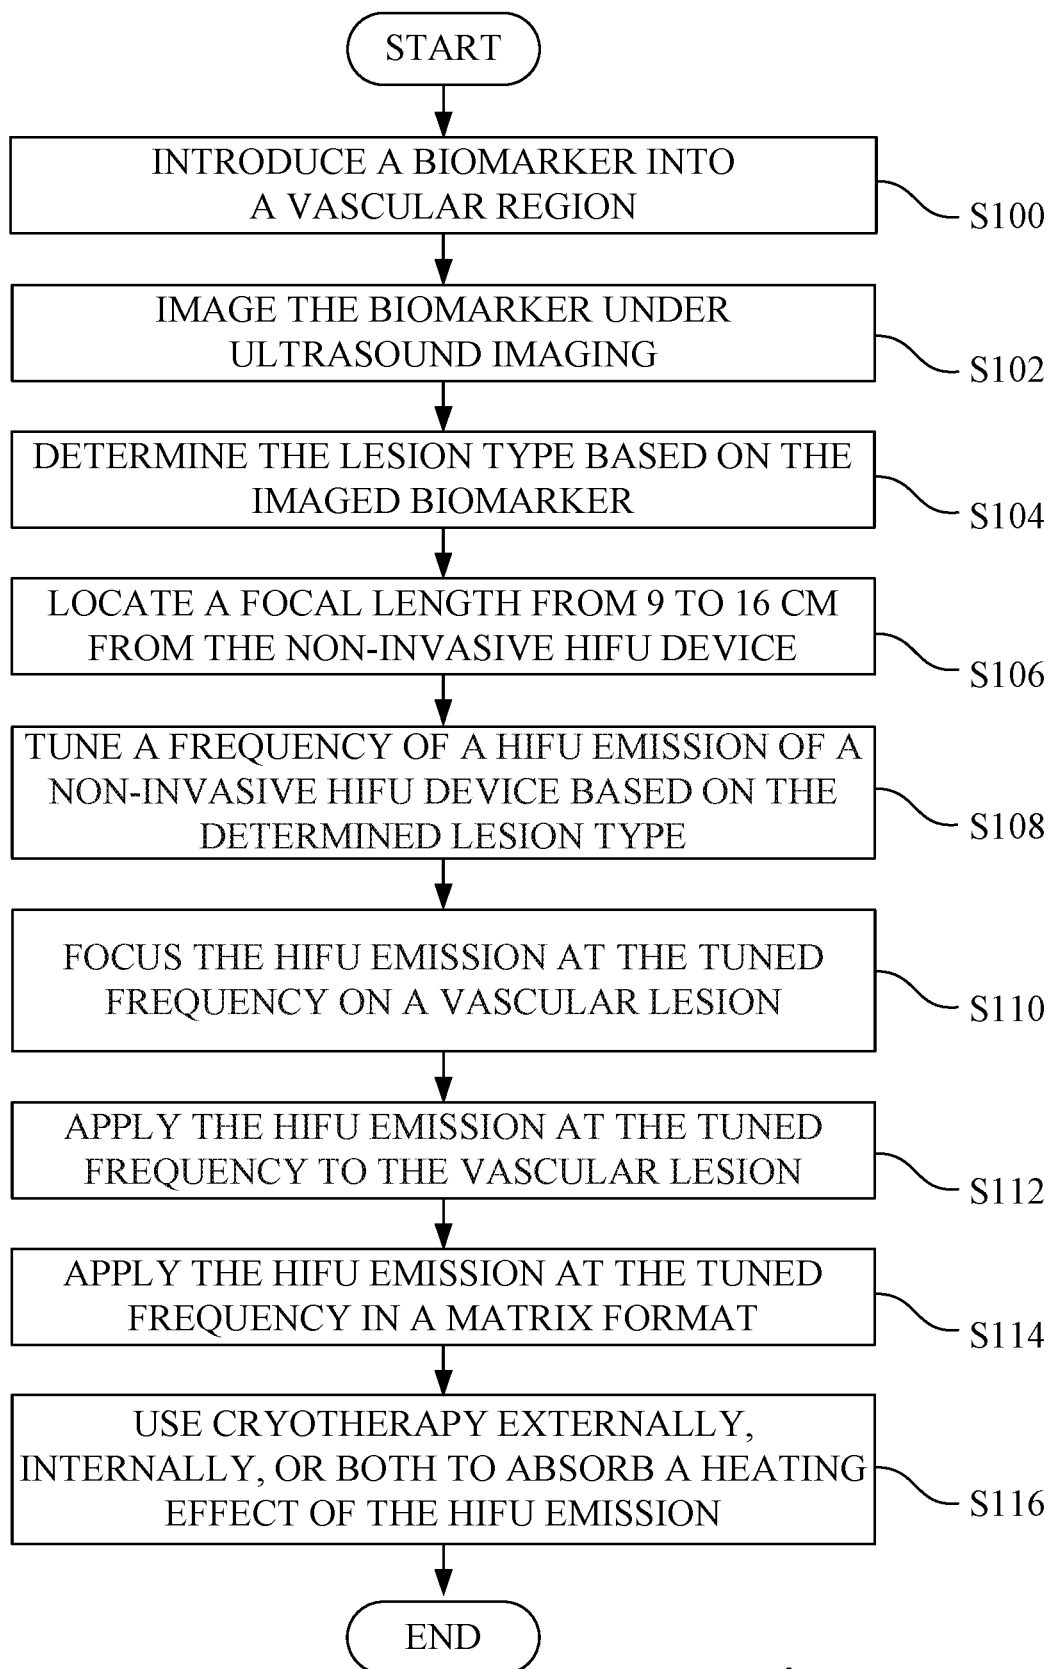 START
INTRODUCE A BIOMARKER INTO
A VASCULAR REGION
S100
IMAGE THE BIOMARKER UNDER
ULTRASOUND IMAGING
S102
DETERMINE THE LESION TYPE BASED ON THE
IMAGED BIOMARKER
S104
LOCATE A FOCAL LENGTH FROM 9 TO 16 CM
FROM THE NON-INVASIVE HIFU DEVICE
S106
TUNE A FREQUENCY OF A HIFU EMISSION OF A
NON-INVASIVE HIFU DEVICE BASED ON THE
DETERMINED LESION TYPE
S108
FOCUS THE HIFU EMISSION AT THE TUNED
FREQUENCY ON A VASCULAR LESION
S110
APPLY THE HIFU EMISSION AT THE TUNED
FREQUENCY TO THE VASCULAR LESION
S112
APPLY THE HIFU EMISSION AT THE TUNED
FREQUENCY IN A MATRIX FORMAT
S114
USE CRYOTHERAPY EXTERNALLY,
INTERNALLY, OR BOTH TO ABSORB A HEATING
EFFECT OF THE HIFU EMISSION
S116
END